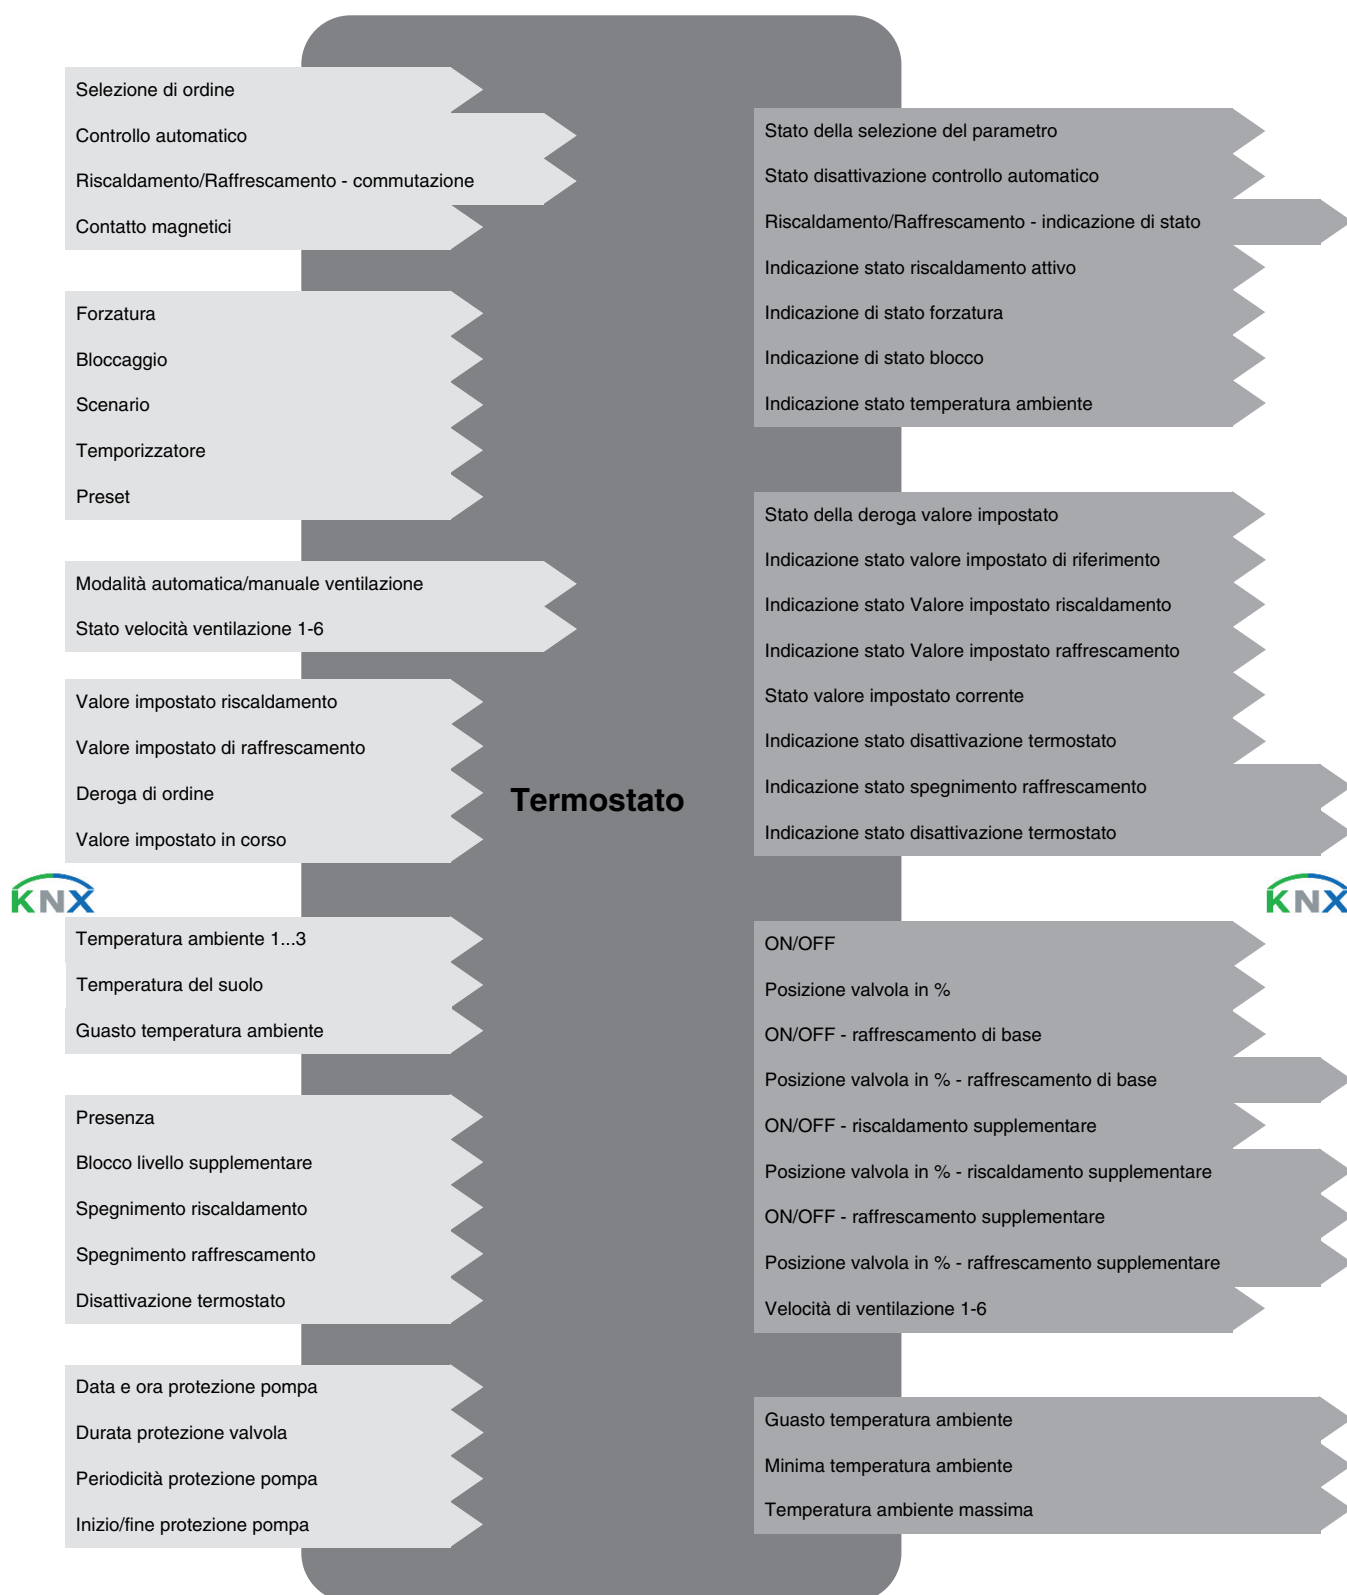 Selezione di ordine
Controllo automatico
Riscaldamento/Raffrescamento - commutazione
Contatto magnetici
Forzatura
Bloccaggio
Scenario
Temporizzatore
Preset
Modalità automatica/manuale ventilazione
Stato velocità ventilazione 1-6
Valore impostato riscaldamento
Valore impostato di raffrescamento
Deroga di ordine
Valore impostato in corso
KNX
Temperatura ambiente 1...3
Temperatura del suolo
Guasto temperatura ambiente
Presenza
Blocco livello supplementare
Spegnimento riscaldamento
Spegnimento raffrescamento
Disattivazione termostato
Data e ora protezione pompa
Durata protezione valvola
Periodicità protezione pompa
Inizio/fine protezione pompa
Termostato
Stato della selezione del parametro
Stato disattivazione controllo automatico
Riscaldamento/Raffrescamento - indicazione di stato
Indicazione stato riscaldamento attivo
Indicazione di stato forzatura
Indicazione di stato blocco
Indicazione stato temperatura ambiente
Stato della deroga valore impostato
Indicazione stato valore impostato di riferimento
Indicazione stato Valore impostato riscaldamento
Indicazione stato Valore impostato raffrescamento
Stato valore impostato corrente
Indicazione stato disattivazione termostato
Indicazione stato spegnimento raffrescamento
Indicazione stato disattivazione termostato
KNX
ON/OFF
Posizione valvola in %
ON/OFF - raffrescamento di base
Posizione valvola in % - raffrescamento di base
ON/OFF - riscaldamento supplementare
Posizione valvola in % - riscaldamento supplementare
ON/OFF - raffrescamento supplementare
Posizione valvola in % - raffrescamento supplementare
Velocità di ventilazione 1-6
Guasto temperatura ambiente
Minima temperatura ambiente
Temperatura ambiente massima